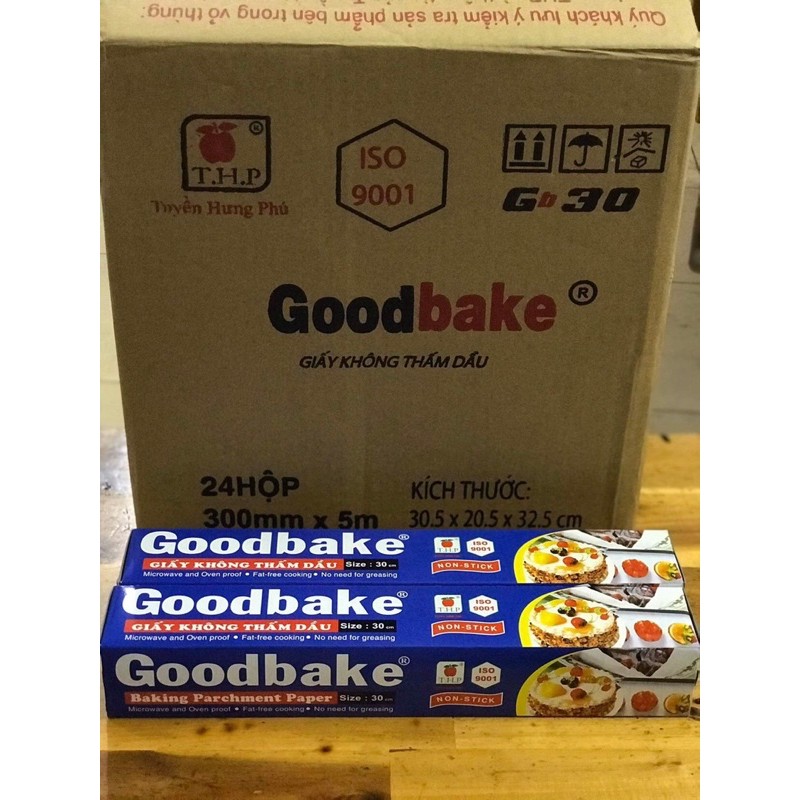 Quý khách lưu ý kiểm tra sản phẩm bên trong vỏ thùng:
®
T.H.P
Tuyền Hưng Phú
ISO
9001
Gb30
Goodbake®
GIẤY KHÔNG THẤM DẦU
24HỘP
300mm x 5m
KÍCH THƯỚC:
30.5 x 20.5 x 32.5 cm
Goodbake®
GIẤY KHÔNG THẤM DẦU Size : 30 cm
Microwave and Oven proof • Fat-free cooking • No need for greasing
T.H.P
ISO
9001
NON-STICK
Goodbake®
GIẤY KHÔNG THẤM DẦU Size : 30 cm
Microwave and Oven proof • Fat-free cooking • No need for greasing
T.H.P
ISO
9001
NON-STICK
Goodbake®
Baking Parchment Paper Size : 30 cm
Microwave and Oven proof • Fat-free cooking • No need for greasing
T.H.P
ISO
9001
NON-STICK